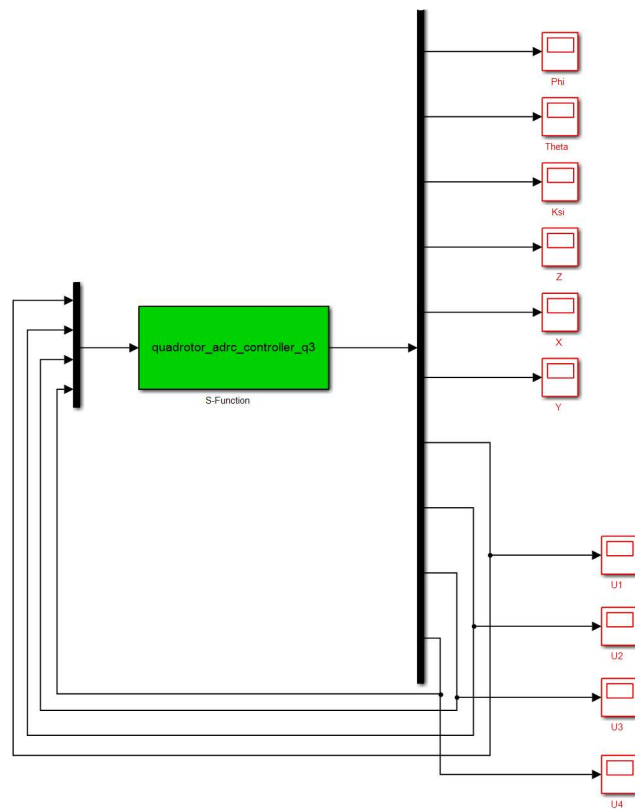 Phi
Theta
Ksi
Z
X
Y
quadrotor_adrc_controller_q3
S-Function
U1
U2
U3
U4